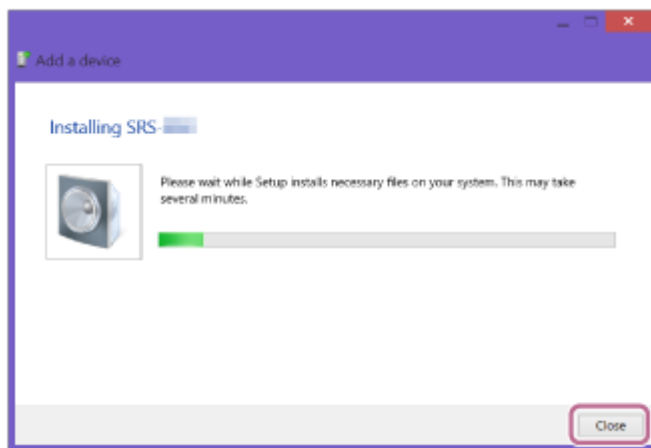 Add a device
Installing SRS-
Please wait while Setup installs necessary files on your system. This may take
several minutes.
Close